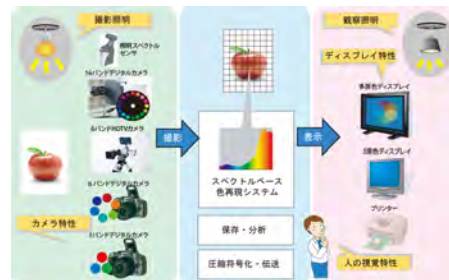 撮影照明
照明スペクトル
センサ
16バンドデジタルカメラ
6バンドHDTVカメラ
6バンドデジタルカメラ
カメラ特性
3バンドデジタルカメラ
撮影
スペクトルベース
色再現システム
保存・分析
圧縮符号化・伝送
表示
観察照明
ディスプレイ特性
多原色ディスプレイ
3原色ディスプレイ
プリンター
人の視覚特性